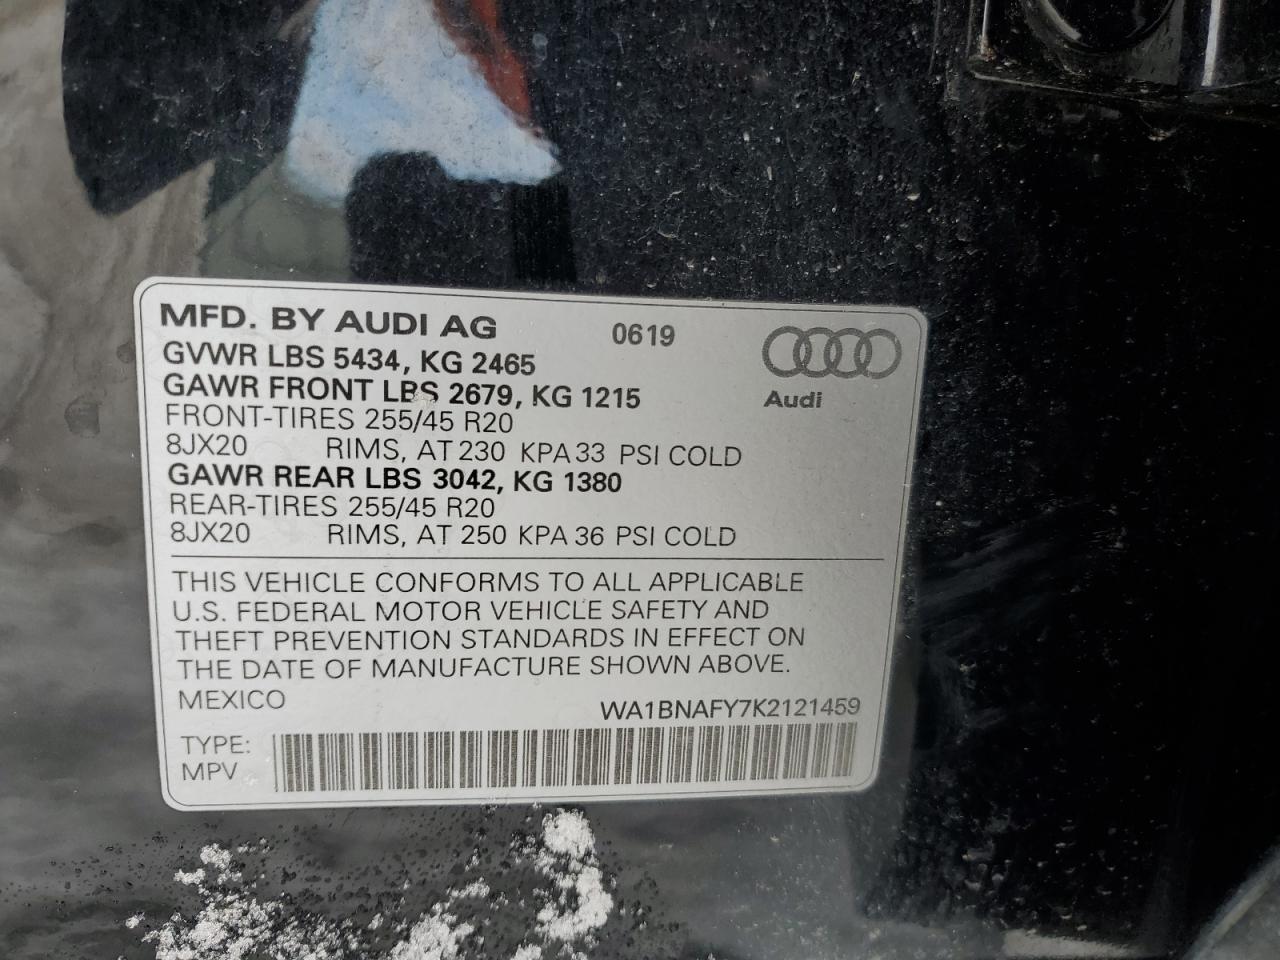 MFD. BY AUDI AG 0619
GVWR LBS 5434, KG 2465
GAWR FRONT LBS 2679, KG 1215
Audi
FRONT-TIRES 255/45 R20
8JX20 RIMS, AT 230 KPA 33 PSI COLD
GAWR REAR LBS 3042, KG 1380
REAR-TIRES 255/45 R20
8JX20 RIMS, AT 250 KPA 36 PSI COLD
THIS VEHICLE CONFORMS TO ALL APPLICABLE
U.S. FEDERAL MOTOR VEHICLE SAFETY AND
THEFT PREVENTION STANDARDS IN EFFECT ON
THE DATE OF MANUFACTURE SHOWN ABOVE.
MEXICO WA1BNAFY7K2121459
TYPE:
MPV